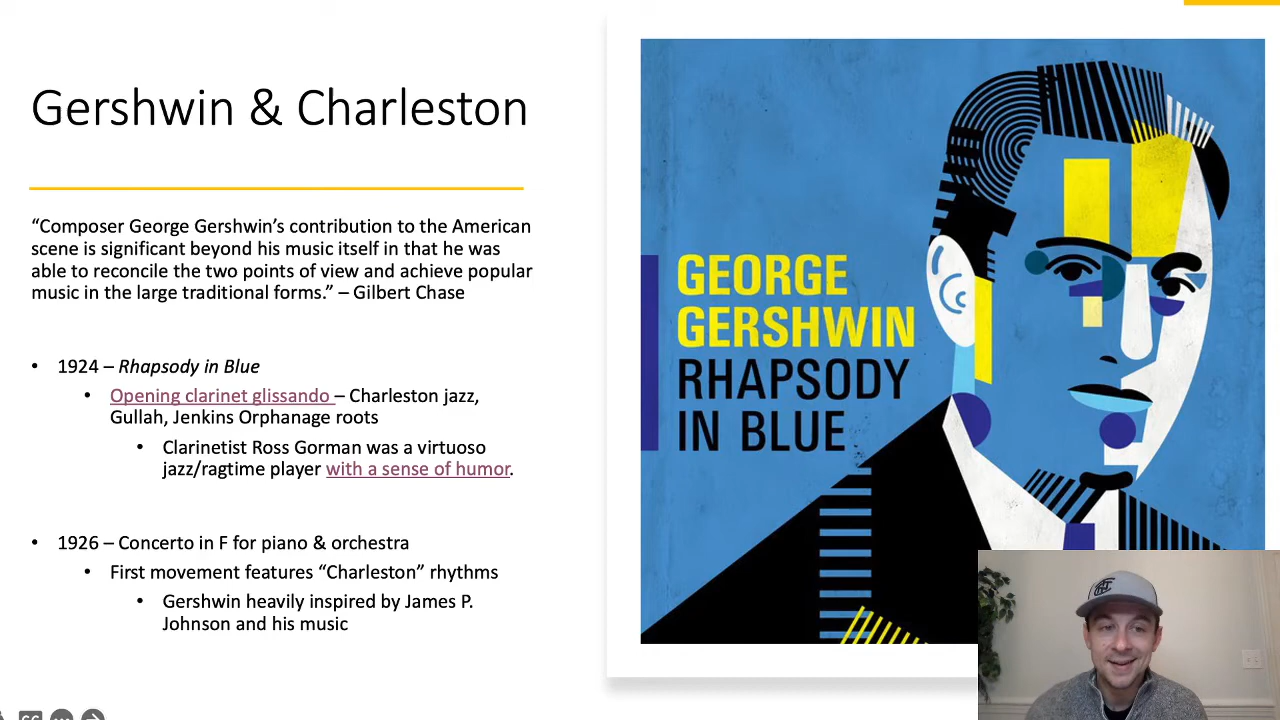 Gershwin & Charleston
“Composer George Gershwin’s contribution to the American
scene is significant beyond his music itself in that he was
able to reconcile the two points of view and achieve popular
music in the large traditional forms.” – Gilbert Chase
• 1924 – Rhapsody in Blue
• Opening clarinet glissando – Charleston jazz,
Gullah, Jenkins Orphanage roots
• Clarinetist Ross Gorman was a virtuoso
jazz/ragtime player with a sense of humor.
• 1926 – Concerto in F for piano & orchestra
• First movement features “Charleston” rhythms
• Gershwin heavily inspired by James P.
Johnson and his music
GEORGE
GERSHWIN
RHAPSODY
IN BLUE